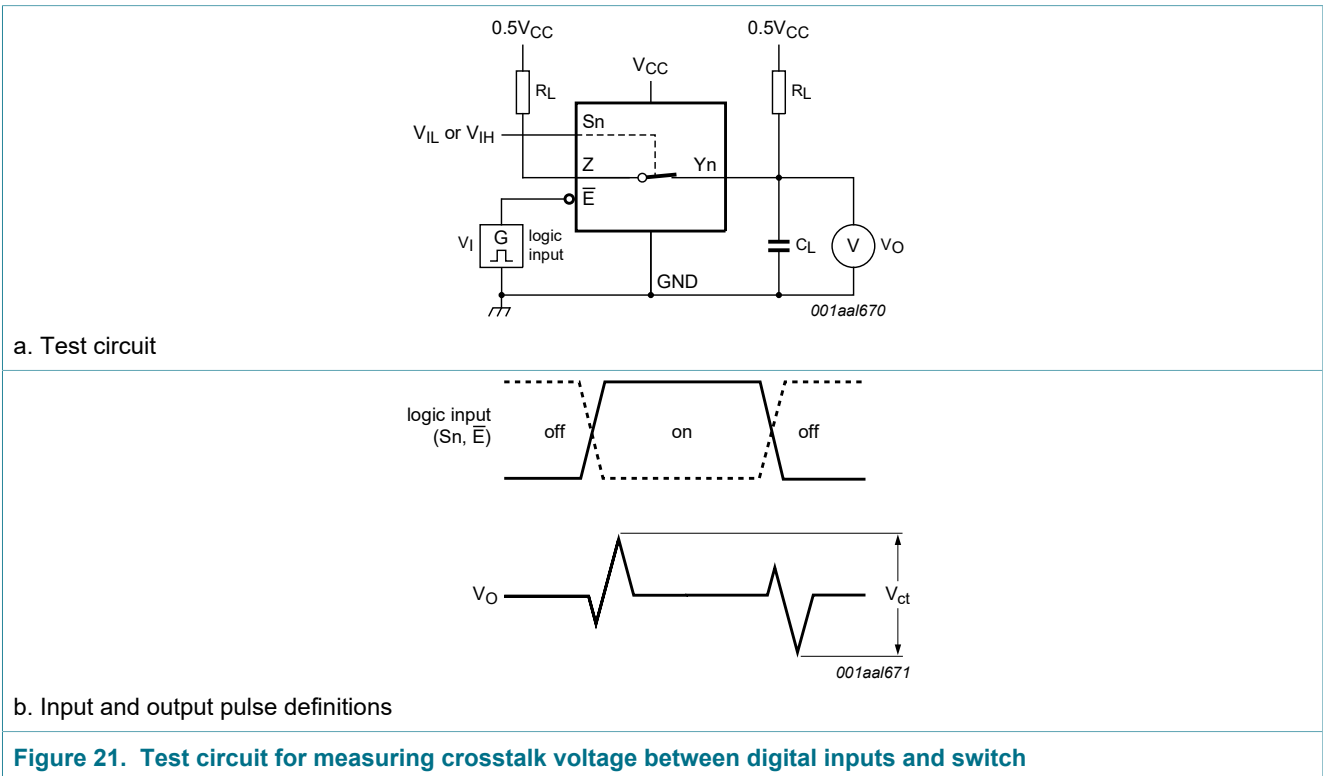 0.5VCC 0.5VCC
VCC
RL RL
Sn
VIL or VIH
Z Yn
E̅
VI G logic
input
CL V VO
GND
001aal670
a. Test circuit
logic input
(Sn, E̅) off on off
VO Vct
001aal671
b. Input and output pulse definitions
Figure 21. Test circuit for measuring crosstalk voltage between digital inputs and switch